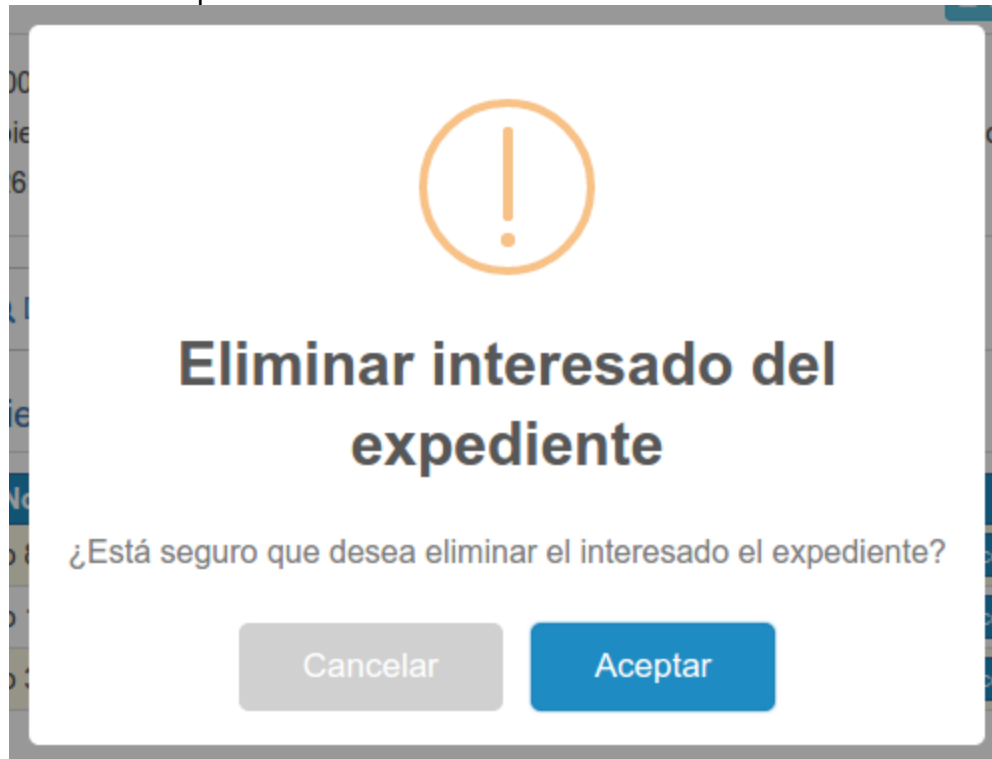 Eliminar interesado del
expediente
¿Está seguro que desea eliminar el interesado el expediente?
Cancelar
Aceptar